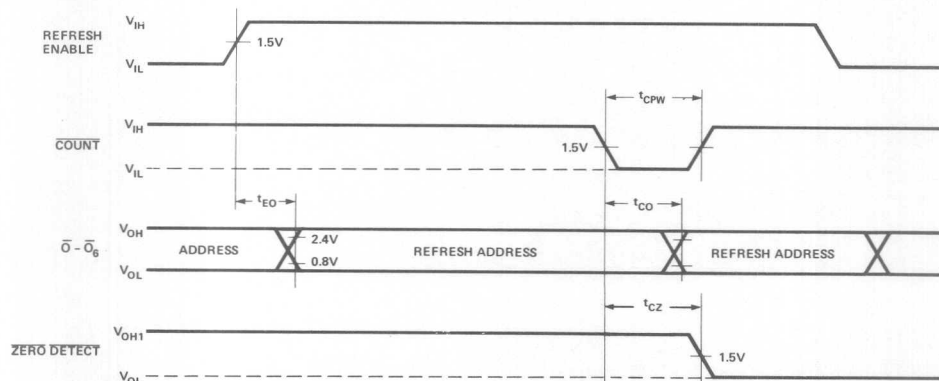 REFRESH
ENABLE
V_IH
1.5V
V_IL
t_CPW
COUNT
V_IH
1.5V
V_IL
t_EO
t_CO
O̅ - O̅_6
V_OH
ADDRESS
2.4V
0.8V
REFRESH ADDRESS
REFRESH ADDRESS
V_OL
t_CZ
ZERO DETECT
V_OH1
1.5V
V_OL